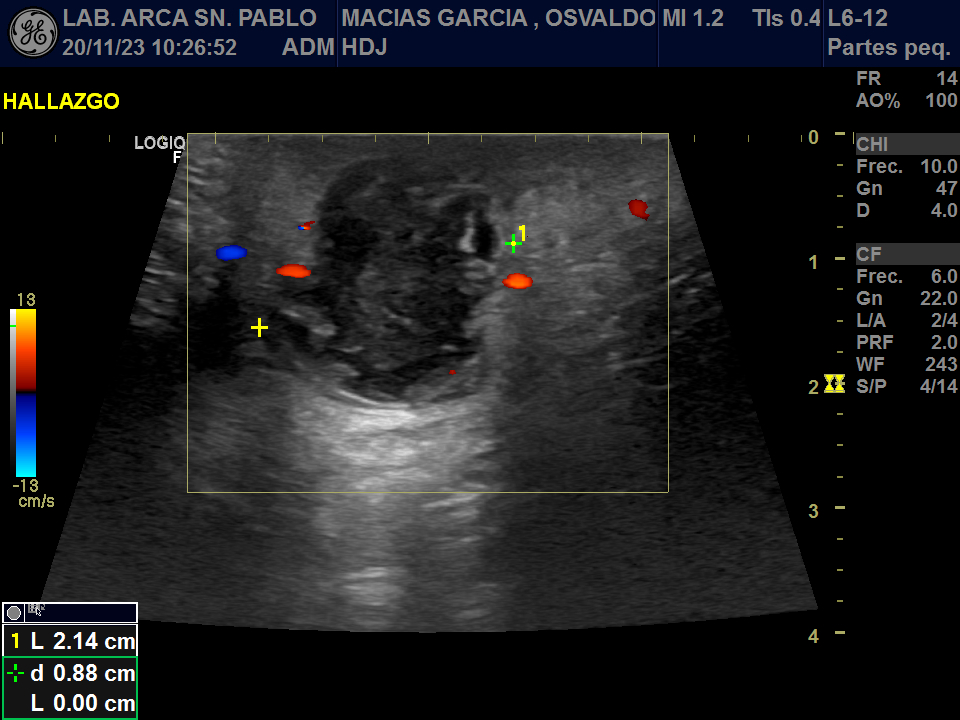 GE
LAB. ARCA SN. PABLO
MACIAS GARCIA , OSVALDO
MI 1.2
TIs 0.4
L6-12
20/11/23 10:26:52
ADM
HDJ
Partes peq.
FR 14
AO% 100
HALLAZGO
LOGIQ
F
CHI
Frec. 10.0
Gn 47
D 4.0
CF
Frec. 6.0
Gn 22.0
L/A 2/4
PRF 2.0
WF 243
S/P 4/14
0
1
2
3
4
1
13
-13
cm/s
1 L 2.14 cm
d 0.88 cm
L 0.00 cm